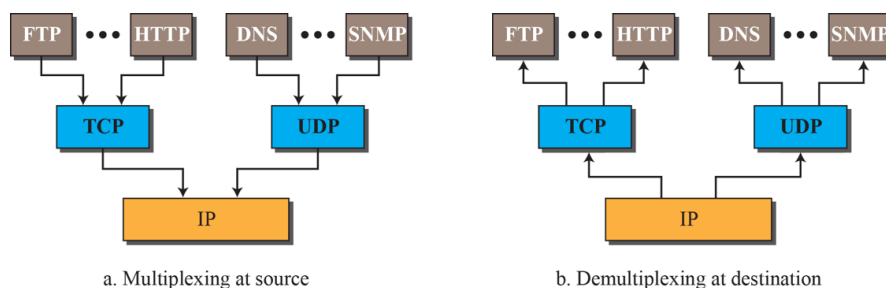 FTP ••• HTTP DNS ••• SNMP
TCP UDP
IP
a. Multiplexing at source
FTP ••• HTTP DNS ••• SNMP
TCP UDP
IP
b. Demultiplexing at destination